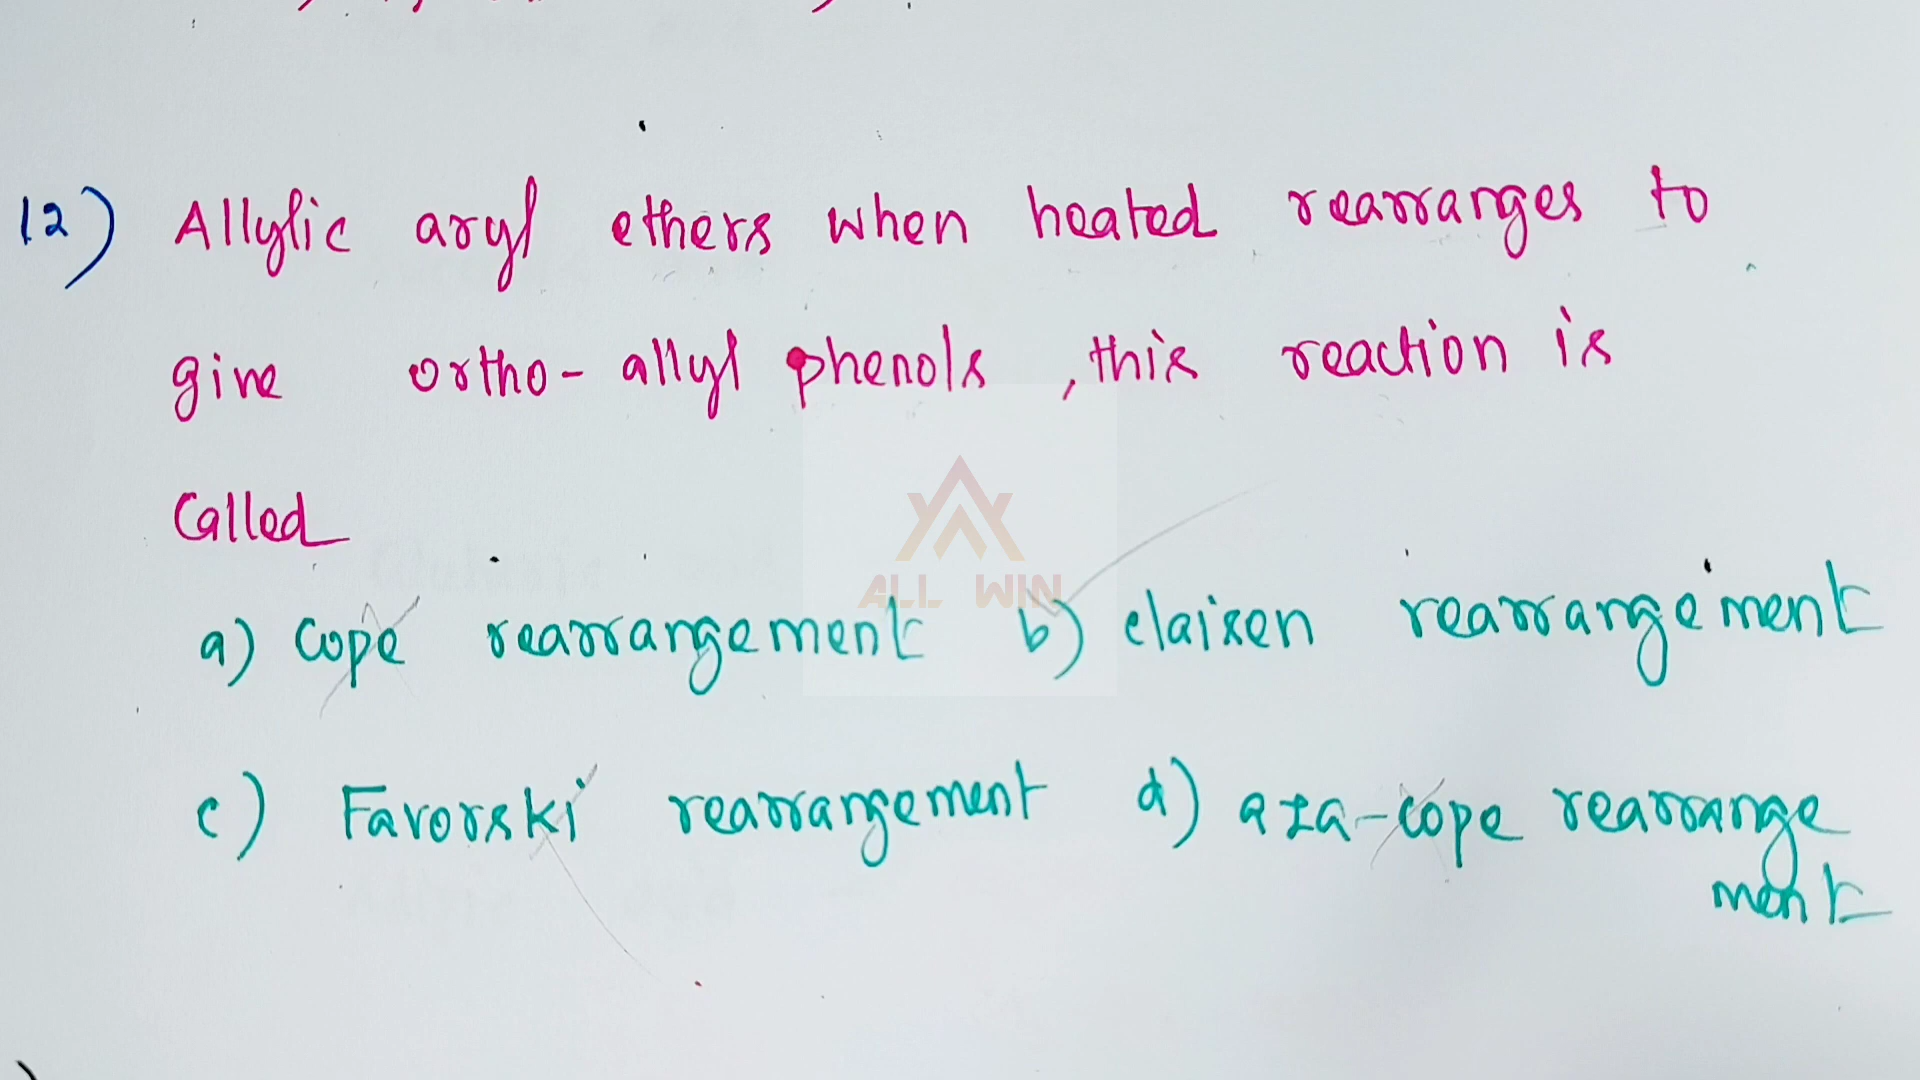 12) Allylic aryl ethers when heated rearranges to
give ortho-allyl phenols, this reaction is
Called
ALL WIN
a) Cope rearrangement b) claisen rearrangement
c) Favorski rearrangement d) aza-cope rearrange
ment